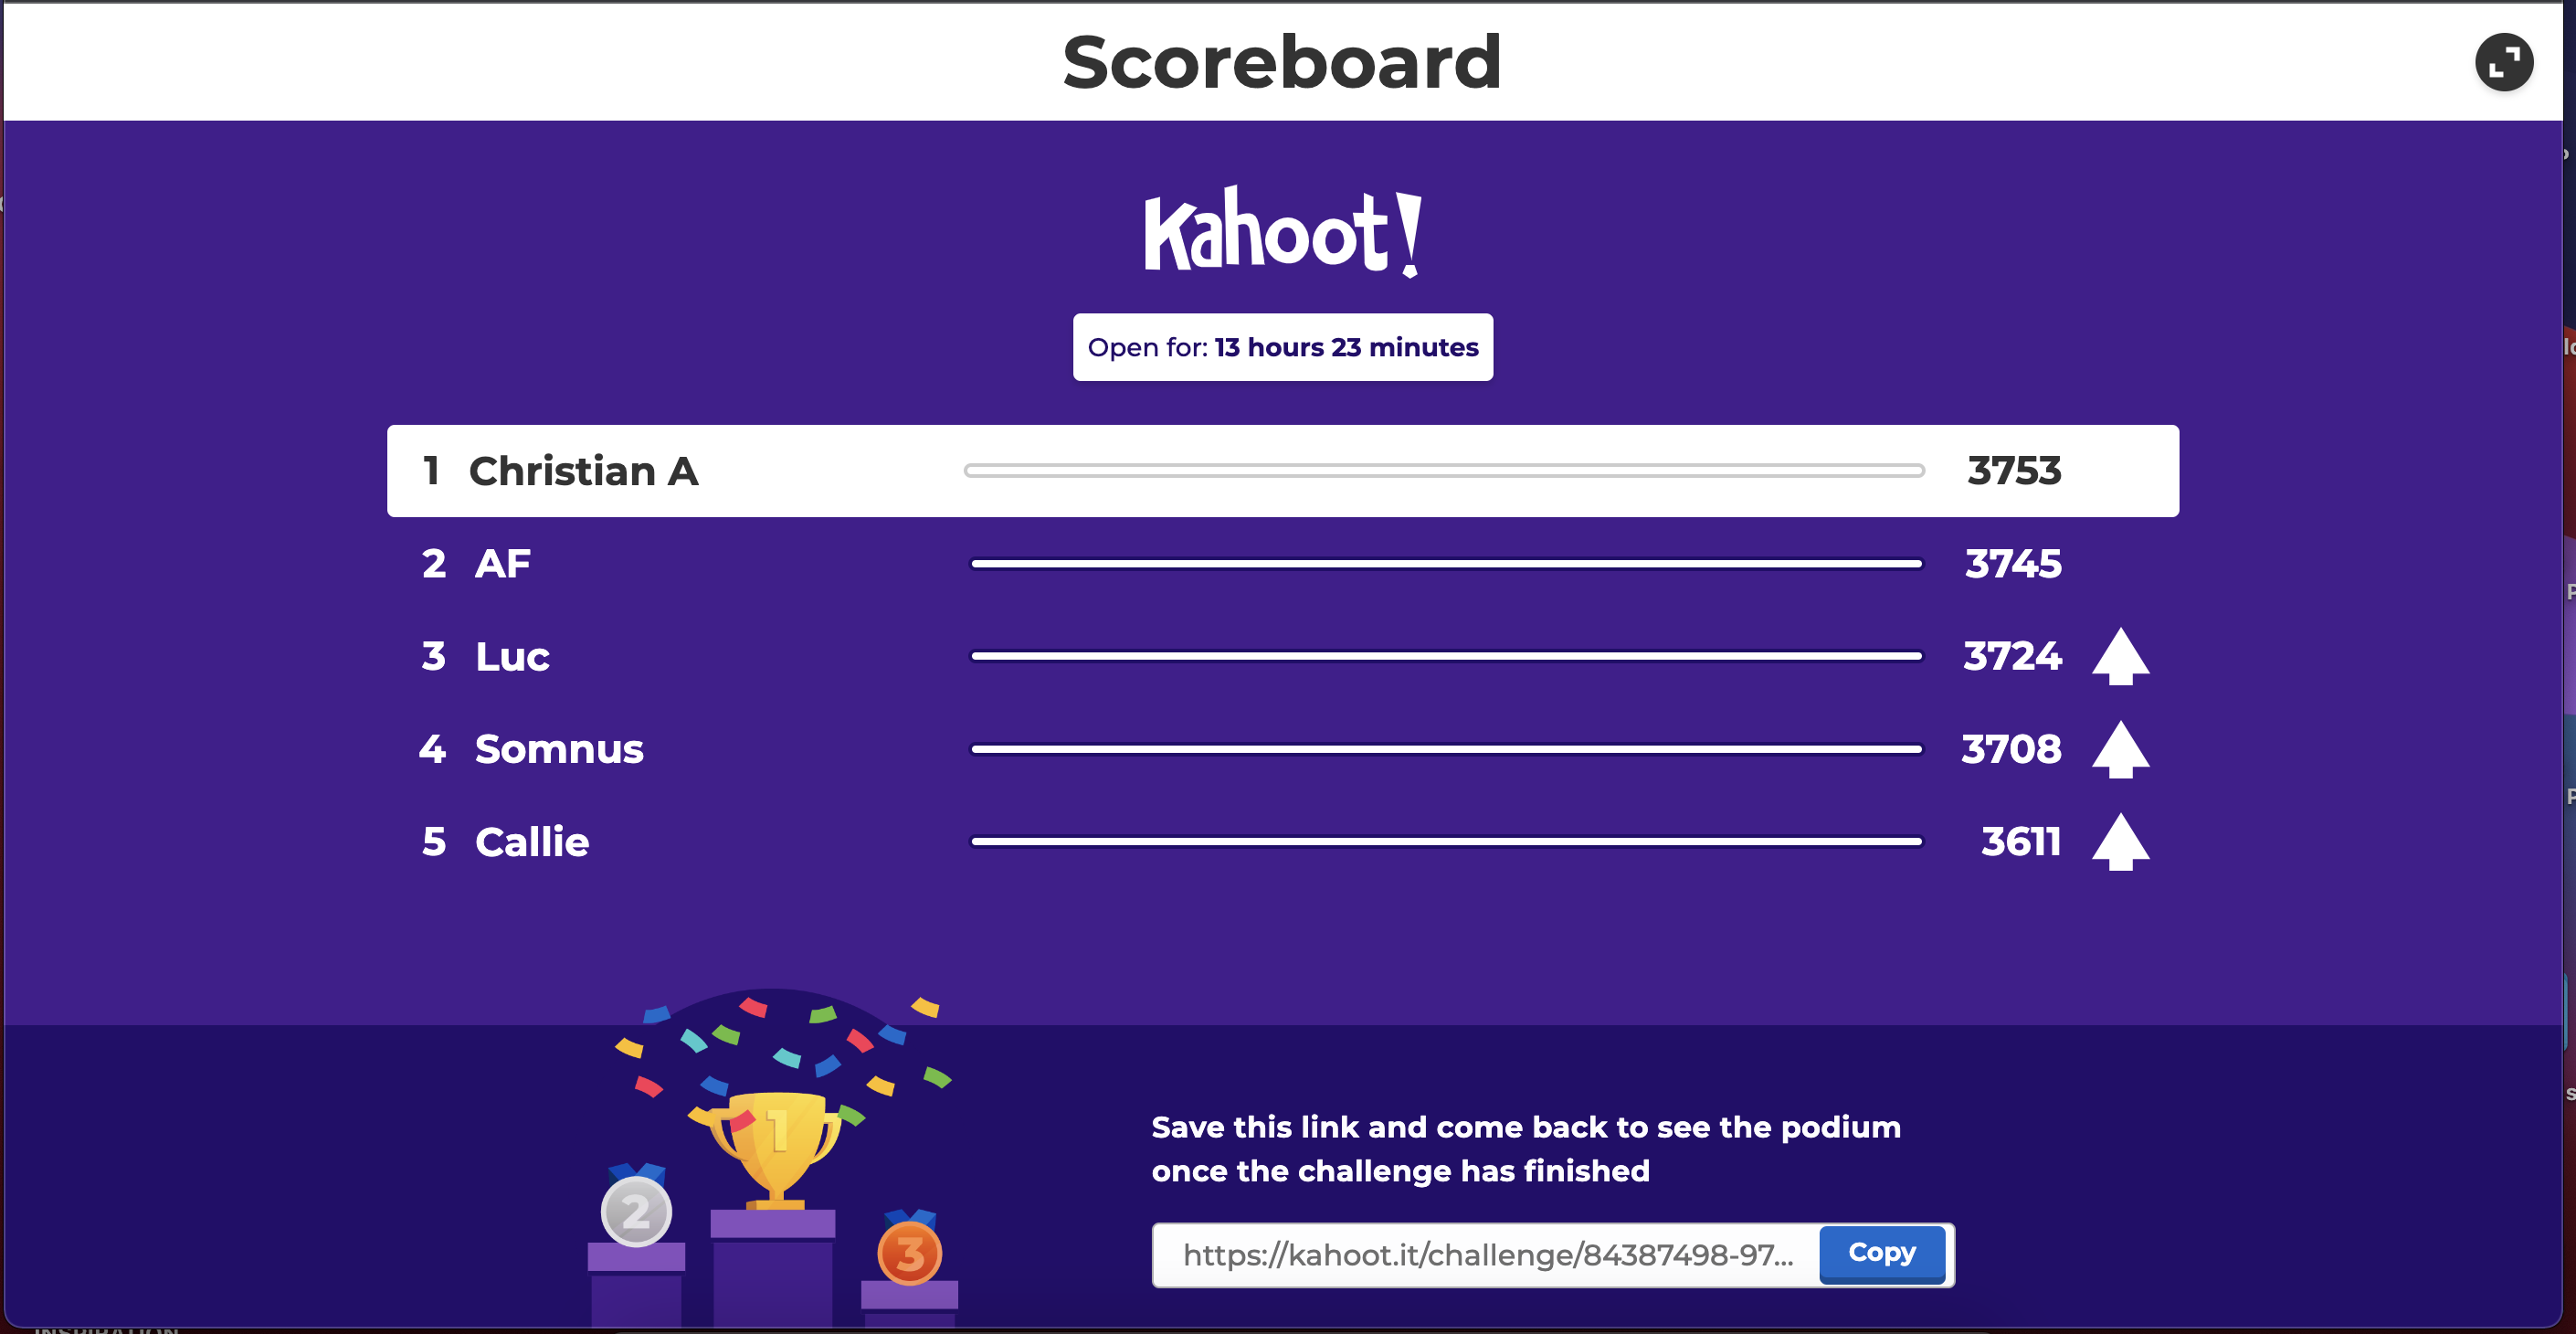 Scoreboard
Kahoot!
Open for: 13 hours 23 minutes
1 Christian A 3753
2 AF 3745
3 Luc 3724
4 Somnus 3708
5 Callie 3611
1
2
3
Save this link and come back to see the podium
once the challenge has finished
https://kahoot.it/challenge/84387498-97...
Copy
INSPIRATION